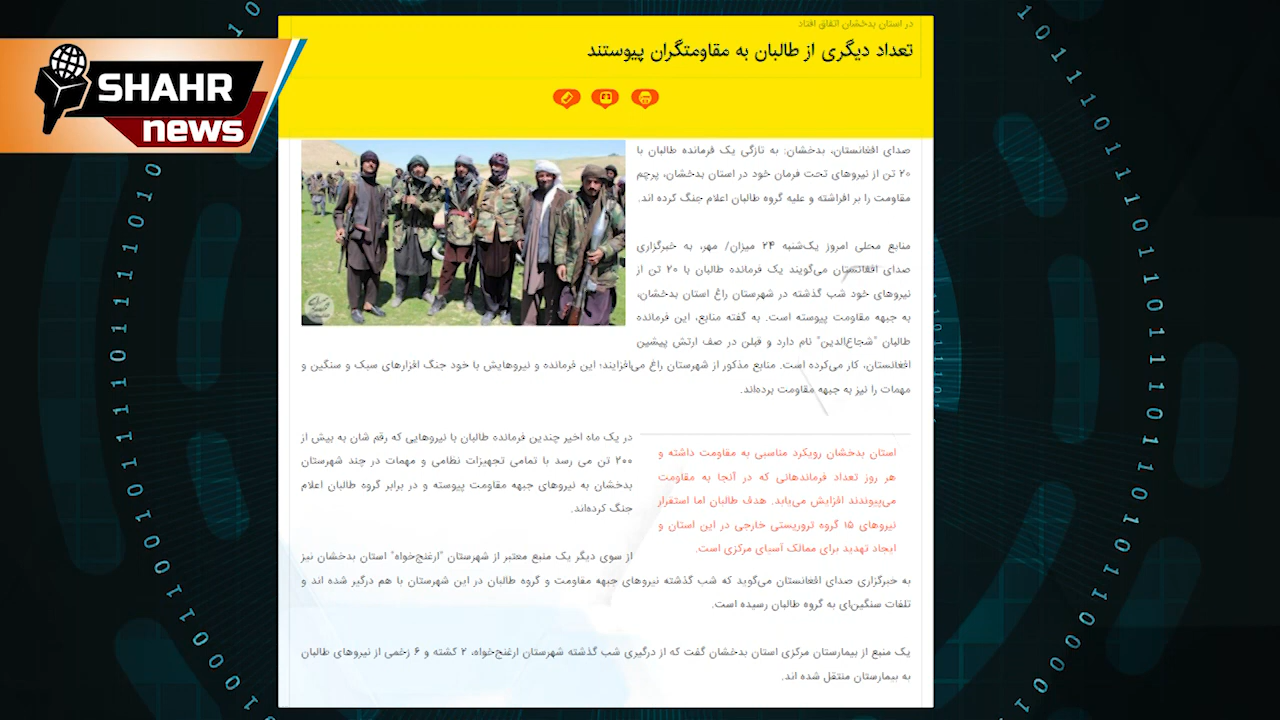 SHAHR
news
در استان بدخشان اتفاق افتاد
تعداد دیگری از طالبان به مقاومتگران پیوستند
صدای افغانستان، بدخشان: به تازگی یک فرمانده طالبان با
۲۰ تن از نیروهای تحت فرمان خود در استان بدخشان، پرچم
مقاومت را بر افراشته و علیه گروه طالبان اعلام جنگ کرده اند.
منابع محلی امروز یک‌شنبه ۲۴ میزان/ مهر، به خبرگزاری
صدای افغانستان می‌گویند یک فرمانده طالبان با ۲۰ تن از
نیروهای خود شب گذشته در شهرستان راغ استان بدخشان،
به جبهه مقاومت پیوسته است. به گفته منابع، این فرمانده
طالبان "شجاع‌الدین" نام دارد و قبلن در صف ارتش پیشین
افغانستان، کار می‌کرده است. منابع مذکور از شهرستان راغ می‌افزایند؛ این فرمانده و نیروهایش با خود جنگ افزارهای سبک و سنگین و
مهمات را نیز به جبهه مقاومت برده‌اند.
استان بدخشان رویکرد مناسبی به مقاومت داشته و
هر روز تعداد فرماندهانی که در آنجا به مقاومت
می‌پیوندند افزایش می‌یابد. هدف طالبان اما استقرار
نیروهای ۱۵ گروه تروریستی خارجی در این استان و
ایجاد تهدید برای ممالک آسیای مرکزی است.
در یک ماه اخیر چندین فرمانده طالبان با نیروهایی که رقم شان به بیش از
۲۰۰ تن می رسد با تمامی تجهیزات نظامی و مهمات در چند شهرستان
بدخشان به نیروهای جبهه مقاومت پیوسته و در برابر گروه طالبان اعلام
جنگ کرده‌اند.
از سوی دیگر یک منبع معتبر از شهرستان "ارغنج‌خواه" استان بدخشان نیز
به خبرگزاری صدای افغانستان می‌گوید که شب گذشته نیروهای جبهه مقاومت و گروه طالبان در این شهرستان با هم درگیر شده اند و
تلفات سنگین‌ای به گروه طالبان رسیده است.
یک منبع از بیمارستان مرکزی استان بدخشان گفت که از درگیری شب گذشته شهرستان ارغنج‌خواه، ۲ کشته و ۶ زخمی از نیروهای طالبان
به بیمارستان منتقل شده اند.